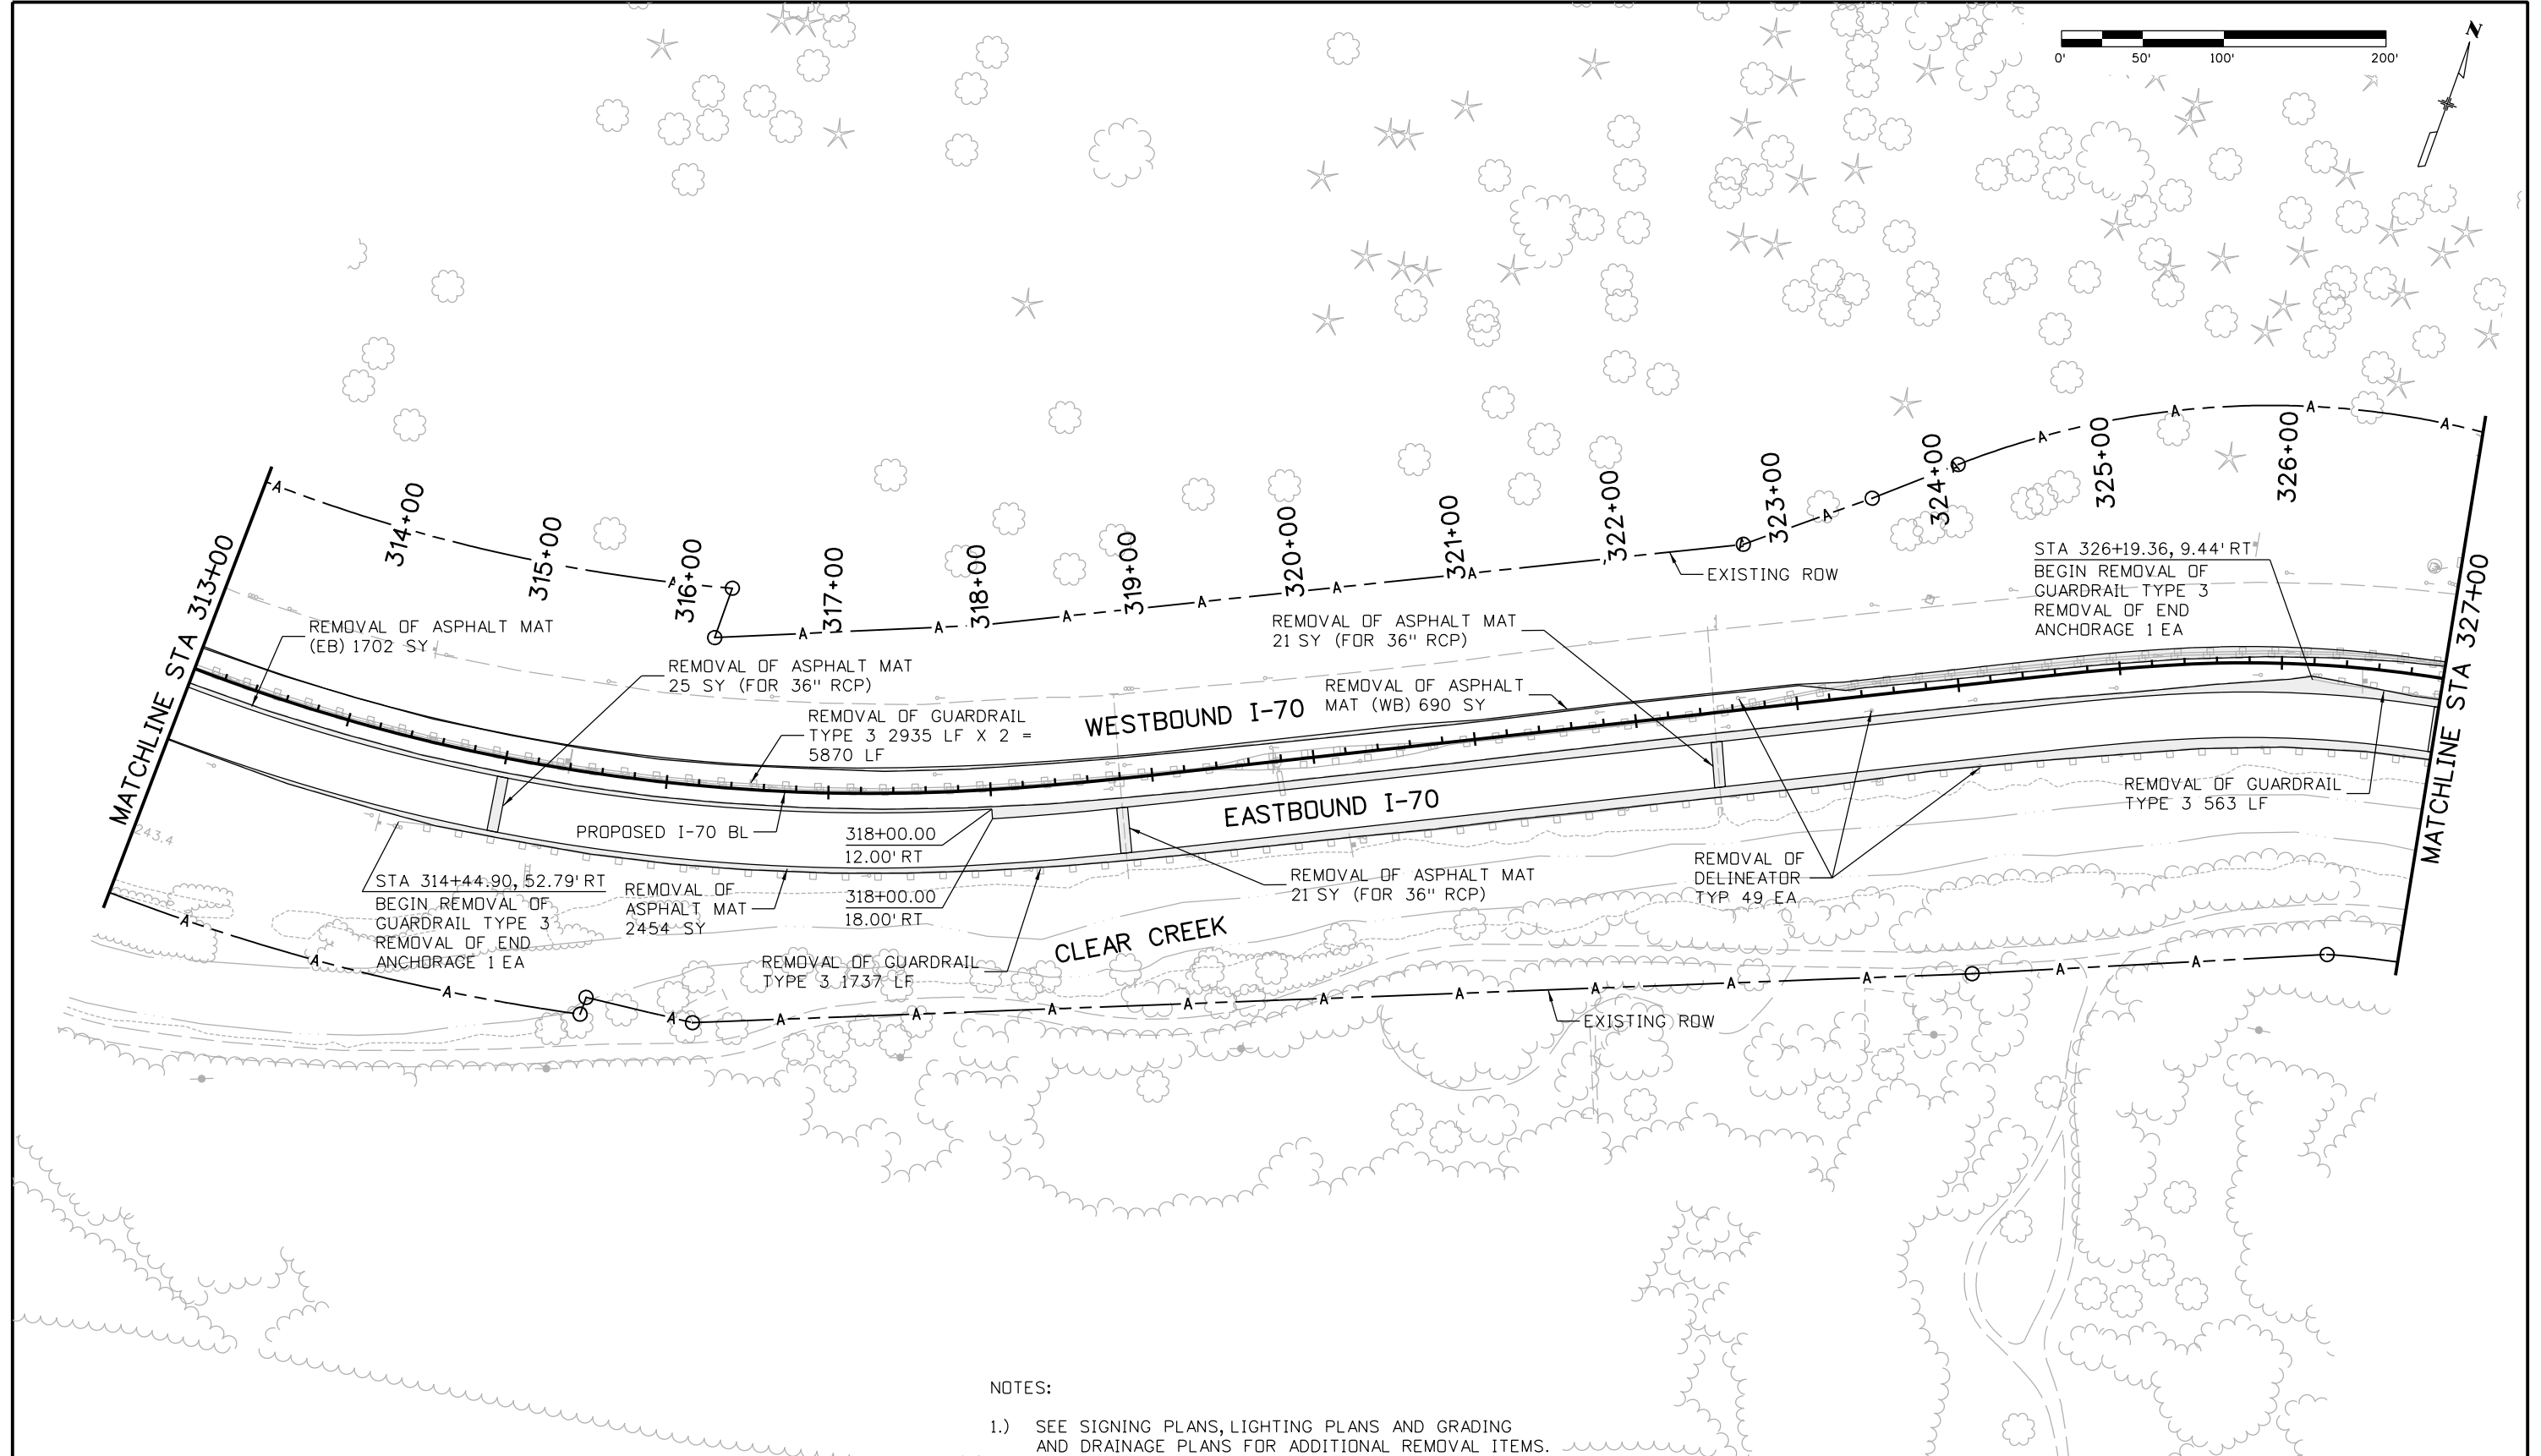 N
0' 50' 100' 200'
MATCHLINE STA 313+00
314+00
315+00
316+00
317+00
318+00
319+00
320+00
321+00
322+00
323+00
324+00
325+00
326+00
MATCHLINE STA 327+00
EXISTING ROW
STA 326+19.36, 9.44' RT
BEGIN REMOVAL OF
GUARDRAIL TYPE 3
REMOVAL OF END
ANCHORAGE 1 EA
REMOVAL OF ASPHALT MAT
(EB) 1702 SY
REMOVAL OF ASPHALT MAT
21 SY (FOR 36" RCP)
REMOVAL OF ASPHALT MAT
25 SY (FOR 36" RCP)
REMOVAL OF ASPHALT
MAT (WB) 690 SY
WESTBOUND I-70
REMOVAL OF GUARDRAIL
TYPE 3 2935 LF X 2 =
5870 LF
REMOVAL OF GUARDRAIL
TYPE 3 563 LF
EASTBOUND I-70
PROPOSED I-70 BL
318+00.00
12.00' RT
243.4
STA 314+44.90, 52.79' RT
BEGIN REMOVAL OF
GUARDRAIL TYPE 3
REMOVAL OF END
ANCHORAGE 1 EA
REMOVAL OF
ASPHALT MAT
2454 SY
318+00.00
18.00' RT
REMOVAL OF ASPHALT MAT
21 SY (FOR 36" RCP)
REMOVAL OF
DELINEATOR
TYP 49 EA
CLEAR CREEK
REMOVAL OF GUARDRAIL
TYPE 3 1737 LF
EXISTING ROW
A A A A A A A A A A A A A A A A A
A A A A A A A A A A A A A A A A
NOTES:
1.) SEE SIGNING PLANS, LIGHTING PLANS AND GRADING
AND DRAINAGE PLANS FOR ADDITIONAL REMOVAL ITEMS.